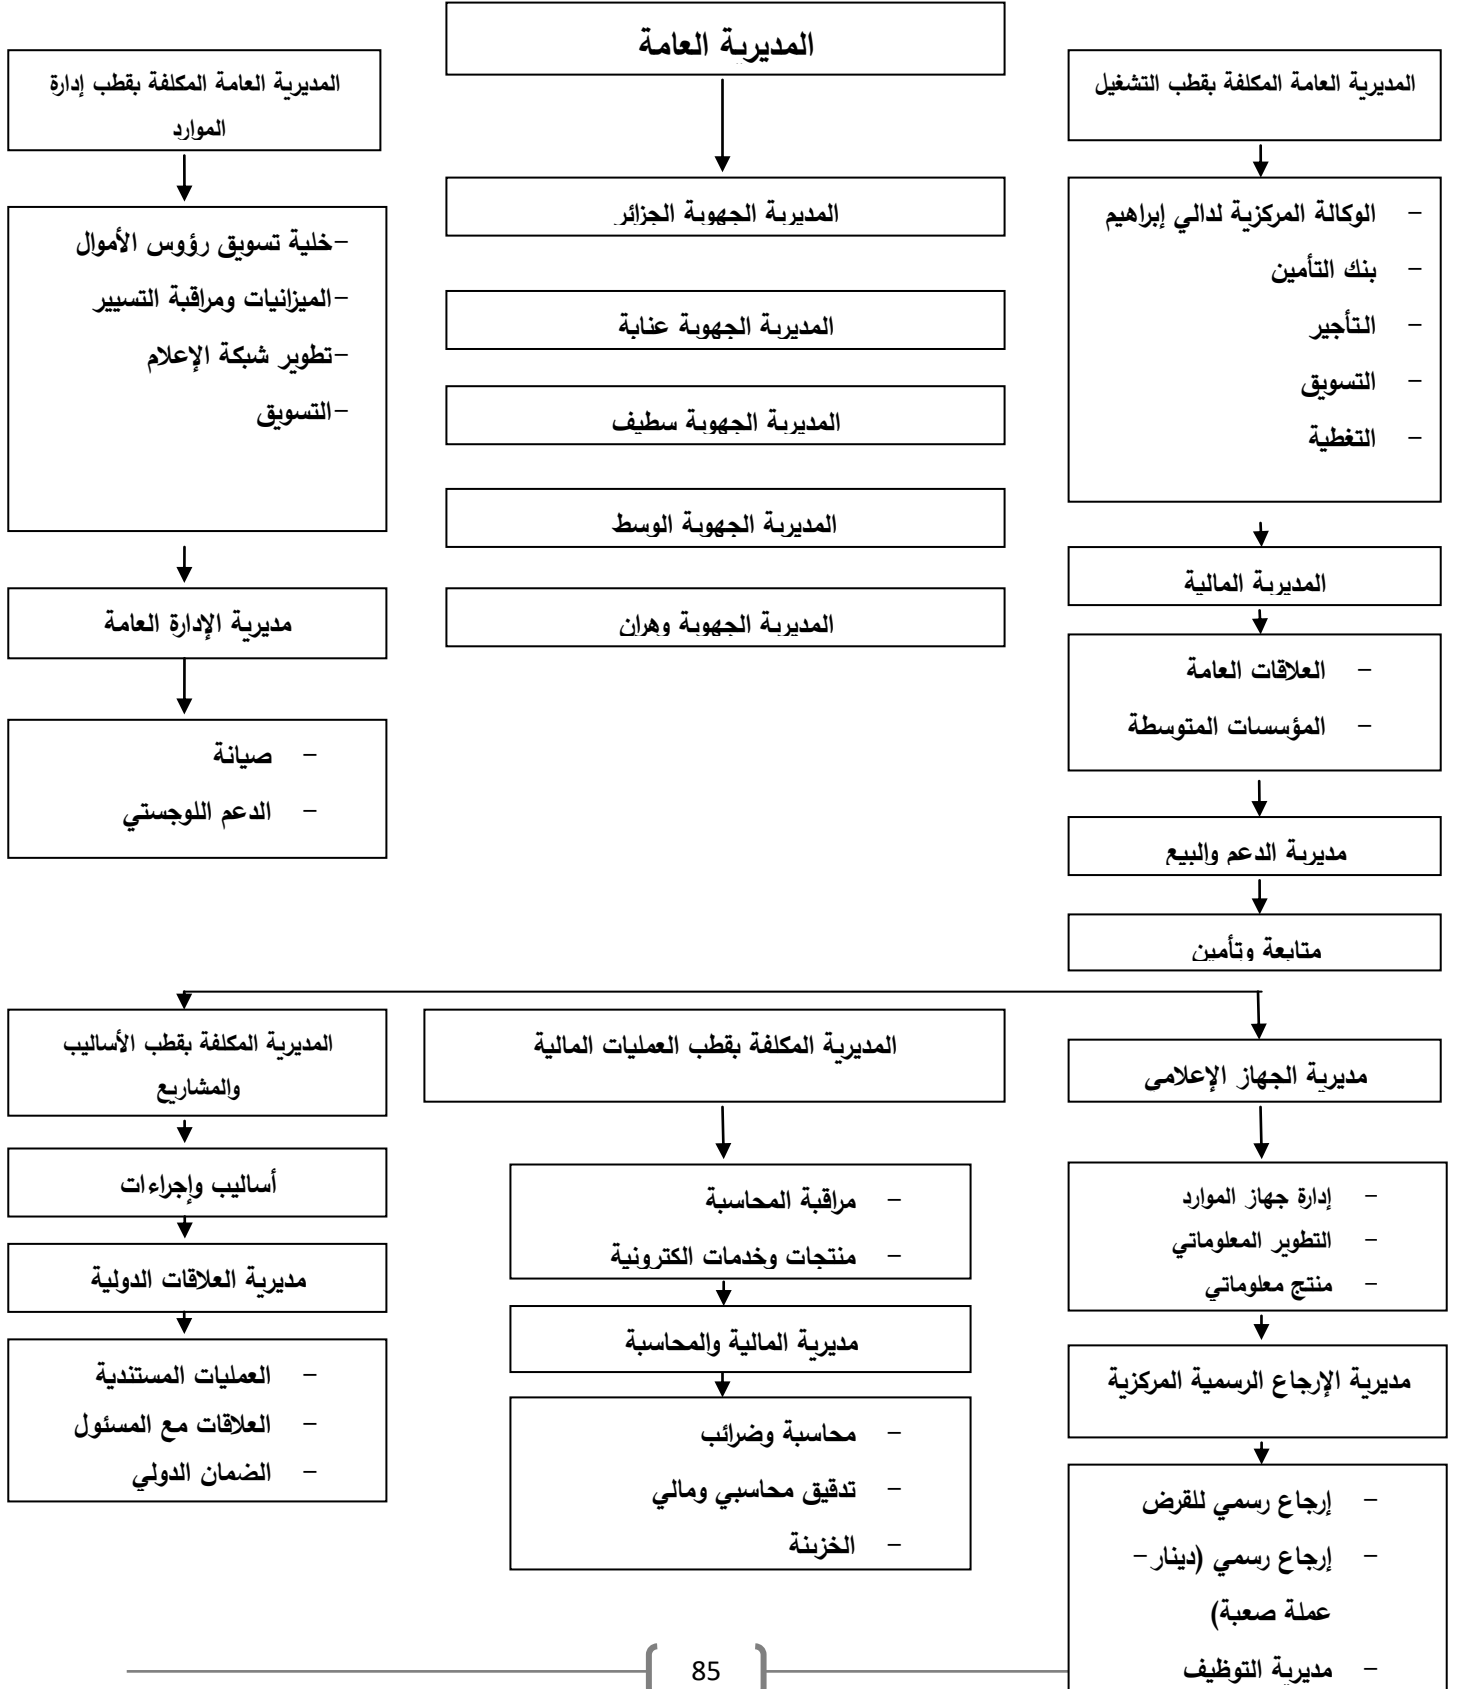 المديرية العامة
المديرية العامة المكلفة بقطب التشغيل
المديرية العامة المكلفة بقطب إدارة
الموارد
المديرية الجهوية الجزائر
المديرية الجهوية عنابة
المديرية الجهوية سطيف
المديرية الجهوية الوسط
المديرية الجهوية وهران
- الوكالة المركزية لدالي إبراهيم
- بنك التأمين
- التأجير
- التسويق
- التغطية
المديرية المالية
- العلاقات العامة
- المؤسسات المتوسطة
مديرية الدعم والبيع
متابعة وتأمين
-خلية تسويق رؤوس الأموال
-الميزانيات ومراقبة التسيير
-تطوير شبكة الإعلام
-التسويق
مديرية الإدارة العامة
- صيانة
- الدعم اللوجستي
مديرية الجهاز الإعلامي
- إدارة جهاز الموارد
- التطوير المعلوماتي
- منتج معلوماتي
مديرية الإرجاع الرسمية المركزية
- إرجاع رسمي للقرض
- إرجاع رسمي (دينار-
عملة صعبة)
- مديرية التوظيف
المديرية المكلفة بقطب العمليات المالية
- مراقبة المحاسبة
- منتجات وخدمات الكترونية
مديرية المالية والمحاسبة
- محاسبة وضرائب
- تدقيق محاسبي ومالي
- الخزينة
المديرية المكلفة بقطب الأساليب
والمشاريع
أساليب وإجراءات
مديرية العلاقات الدولية
- العمليات المستندية
- العلاقات مع المسئول
- الضمان الدولي
85